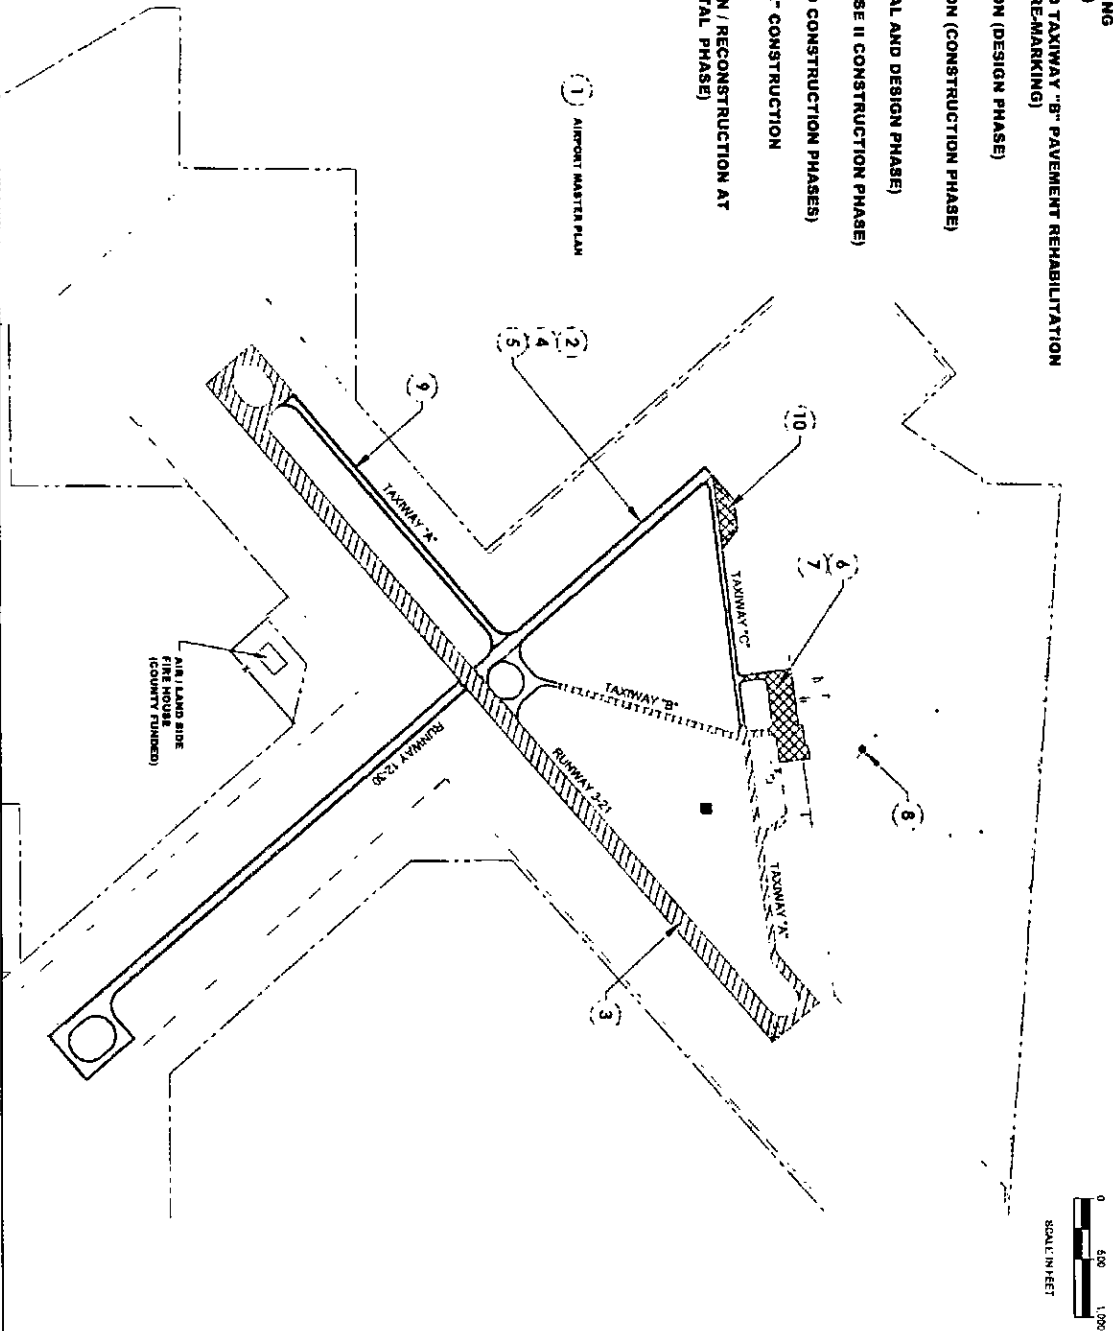 NG
)
TAXIWAY "B" PAVEMENT REHABILITATION
RE-MARKING)
ON (DESIGN PHASE)
ON (CONSTRUCTION PHASE)
AL AND DESIGN PHASE)
SE II CONSTRUCTION PHASE)
CONSTRUCTION PHASES)
" CONSTRUCTION
N / RECONSTRUCTION AT
TAL PHASE)
1 AIRPORT MASTER PLAN
2
4
5
9
10
6
7
8
3
TAXIWAY "A"
TAXIWAY "C"
TAXIWAY "B"
RUNWAY 3-21
RUNWAY 12-30
TAXIWAY "A"
AIR / LAND SIDE
FIRE HOUSE
(COUNTY FUNDED)
0 500 1,000
SCALE IN FEET